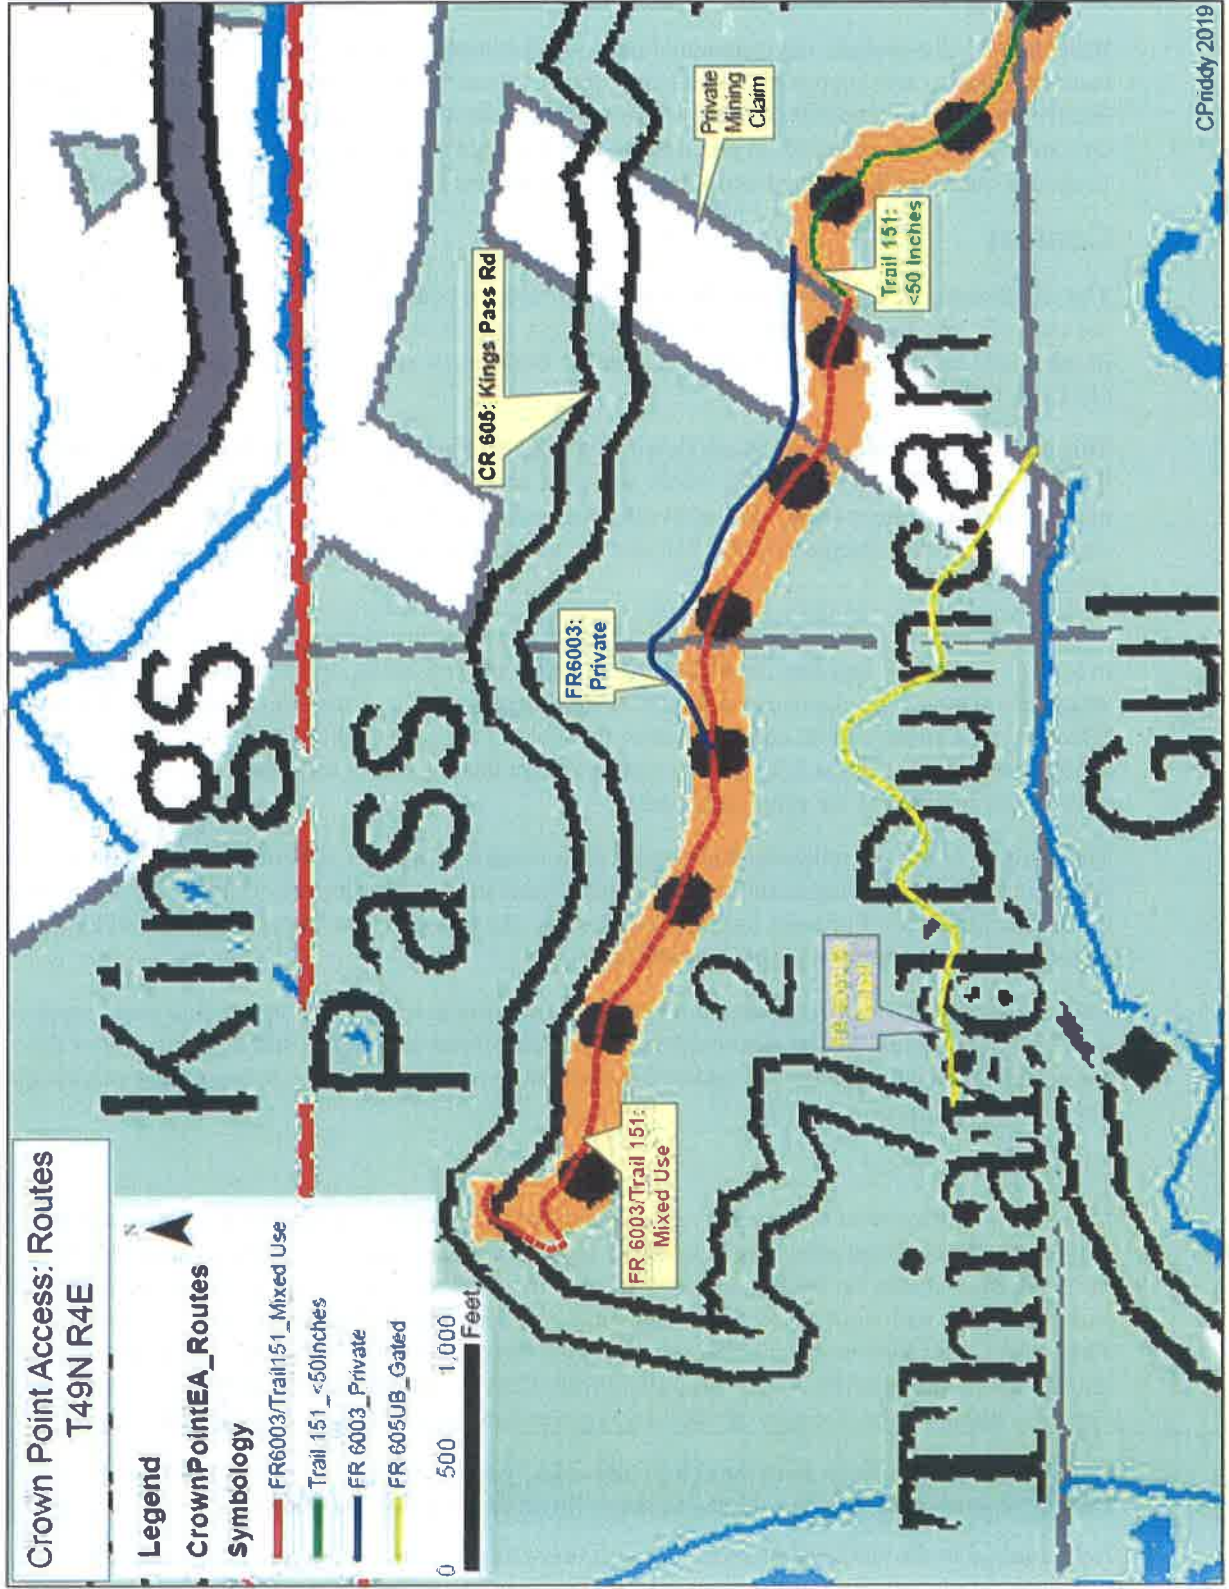 Crown Point Access: Routes
T49N R4E
N
Legend
CrownPointEA_Routes
Symbology
FR6003/Trail151_Mixed Use
Trail 151_<50Inches
FR 6003_Private
FR 605UB_Gated
0 500 1,000
Feet
Kings
Pass
CR 605: Kings Pass Rd
Private
Mining
Claim
FR6003:
Private
Trail 151:
<50 Inches
FR 6003/Trail 151:
Mixed Use
2
Duncan
Gul
CPriddy 2019